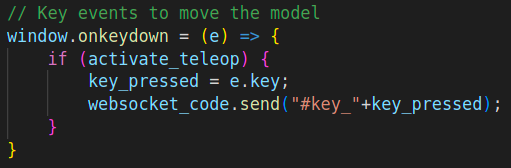 // Key events to move the model
window.onkeydown = (e) => {
    if (activate_teleop) {
        key_pressed = e.key;
        websocket_code.send("#key_"+key_pressed);
    }
}